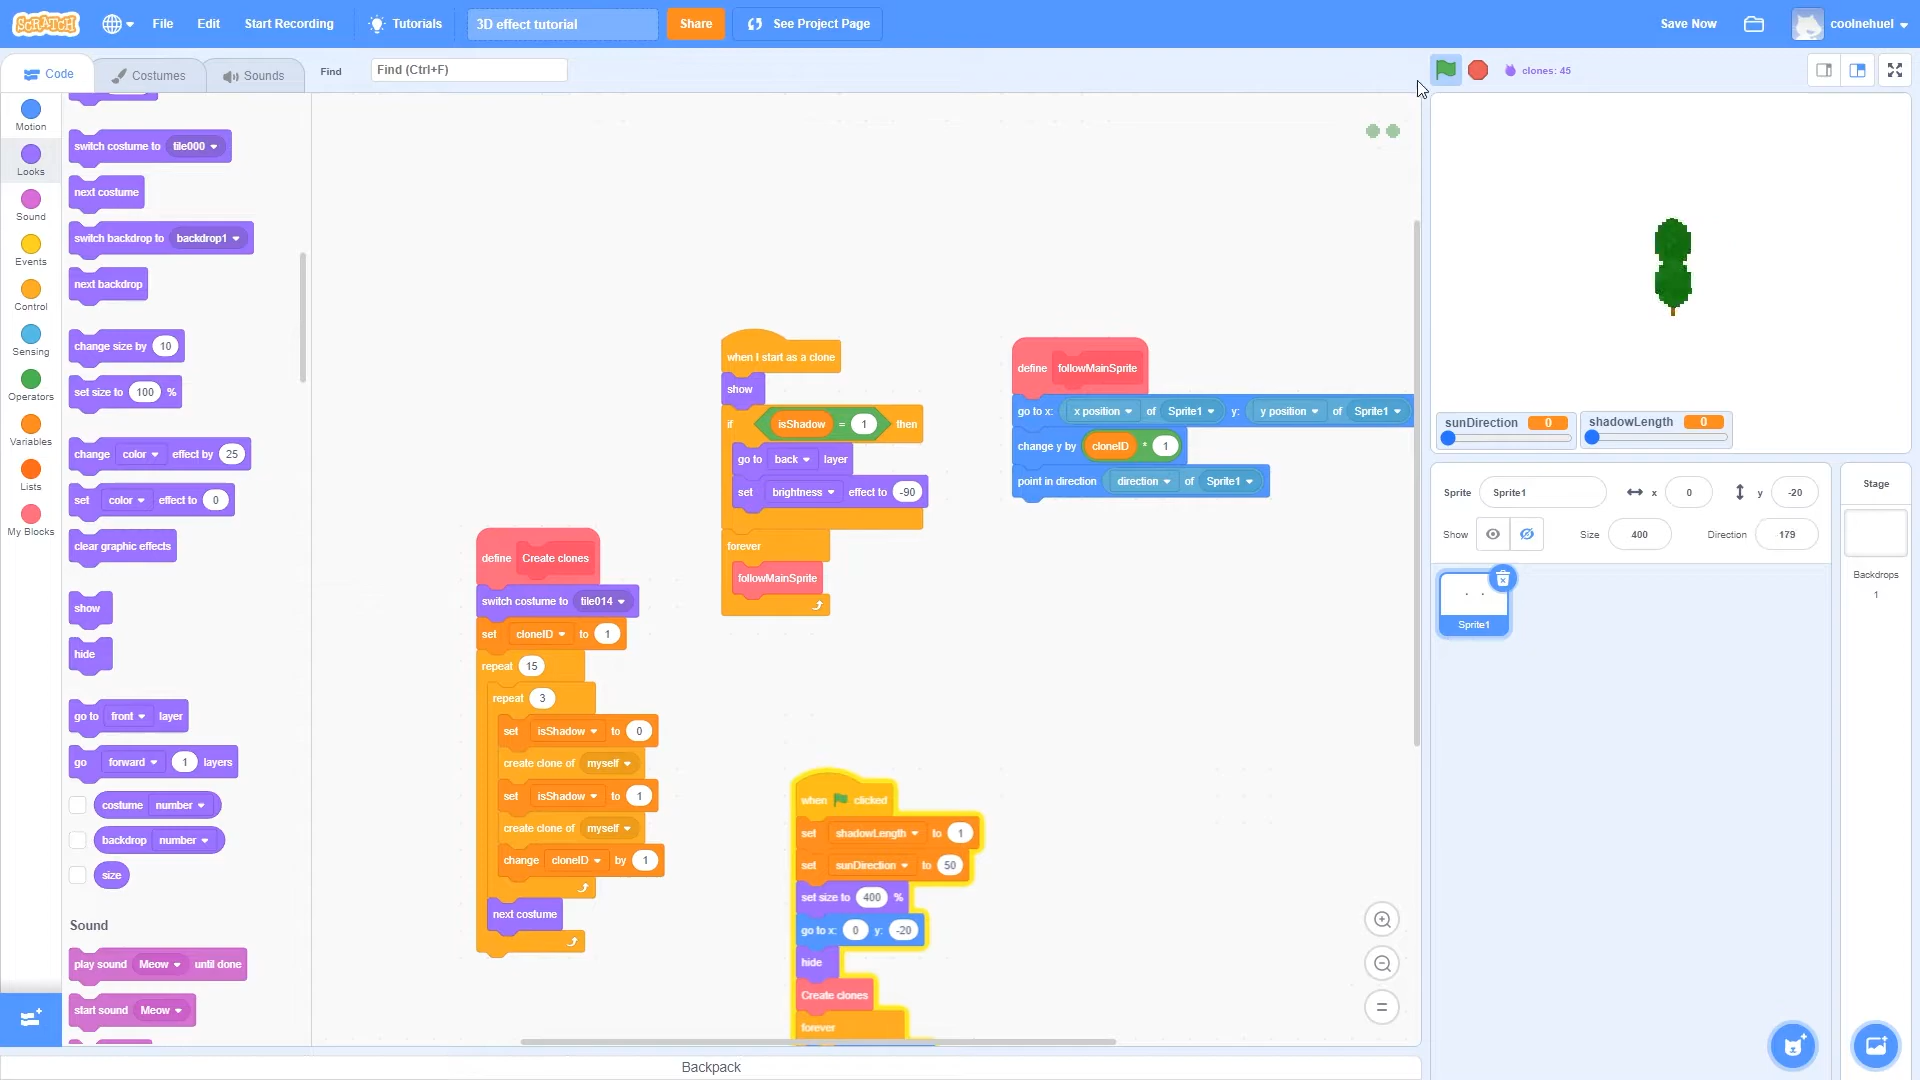 SCRATCH File Edit Start Recording Tutorials 3D effect tutorial Share See Project Page Save Now coolnehuel
Code Costumes Sounds Find Find (Ctrl+F) clones: 45
Motion
Looks
Sound
Events
Control
Sensing
Operators
Variables
Lists
My Blocks
switch costume to tile000
next costume
switch backdrop to backdrop1
next backdrop
change size by 10
set size to 100 %
change color effect by 25
set color effect to 0
clear graphic effects
show
hide
go to front layer
go forward 1 layers
costume number
backdrop number
size
Sound
play sound Meow until done
start sound Meow
define Create clones
switch costume to tile014
set cloneID to 1
repeat 15
repeat 3
set isShadow to 0
create clone of myself
set isShadow to 1
create clone of myself
change cloneID by 1
next costume
when I start as a clone
show
if isShadow = 1 then
go to back layer
set brightness effect to -90
forever
followMainSprite
define followMainSprite
go to x: x position of Sprite1 y: y position of Sprite1
change y by cloneID * 1
point in direction direction of Sprite1
when clicked
set shadowLength to 1
set sunDirection to 50
set size to 400 %
go to x: 0 y: -20
hide
Create clones
forever
sunDirection 0 shadowLength 0
Sprite Sprite1 x 0 y -20
Show Size 400 Direction 179
Sprite1
Stage
Backdrops
1
Backpack